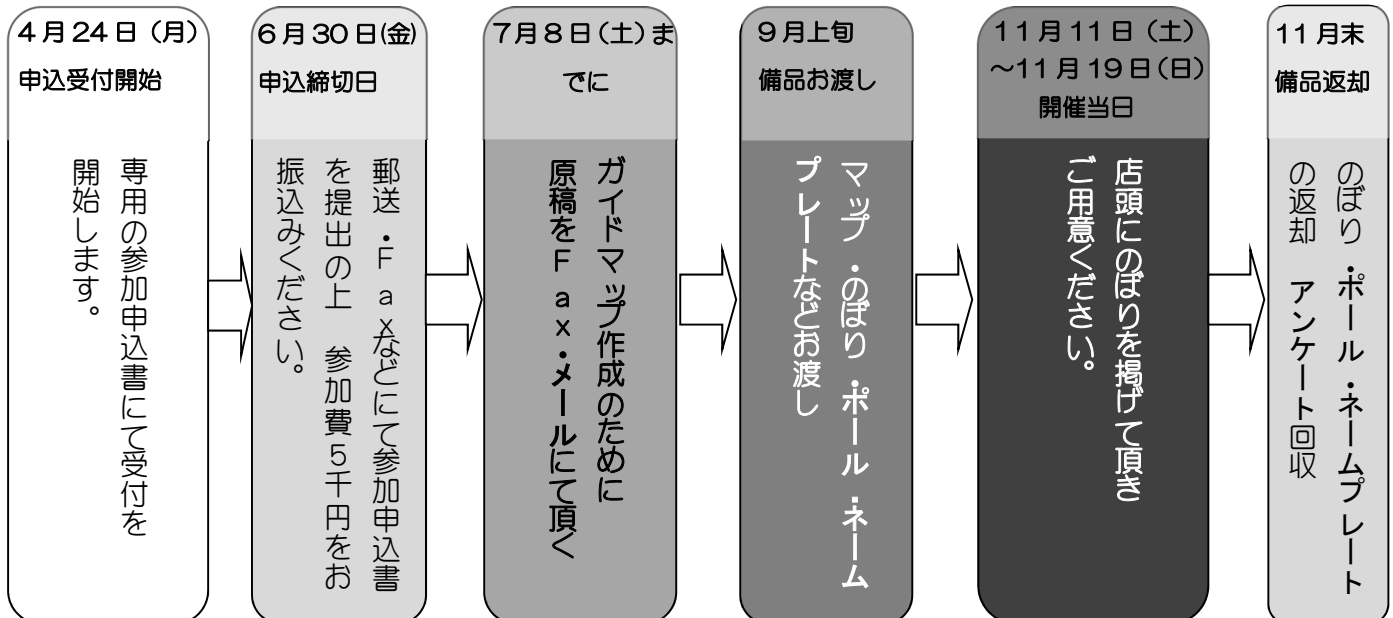 4月24日（月）
申込受付開始
専用の参加申込書にて受付を
開始します。
6月30日(金)
申込締切日
郵送・Faxなどにて参加申込書
を提出の上　参加費5千円をお
振込みください。
7月8日(土)ま
でに
ガイドマップ作成のために
原稿をFax・メールにて頂く
9月上旬
備品お渡し
マップ・のぼり・ポール・ネーム
プレートなどお渡し
11月11日（土）
～11月19日(日)
開催当日
店頭にのぼりを掲げて頂き
ご用意ください。
11月末
備品返却
のぼり・ポール・ネームプレート
の返却　アンケート回収